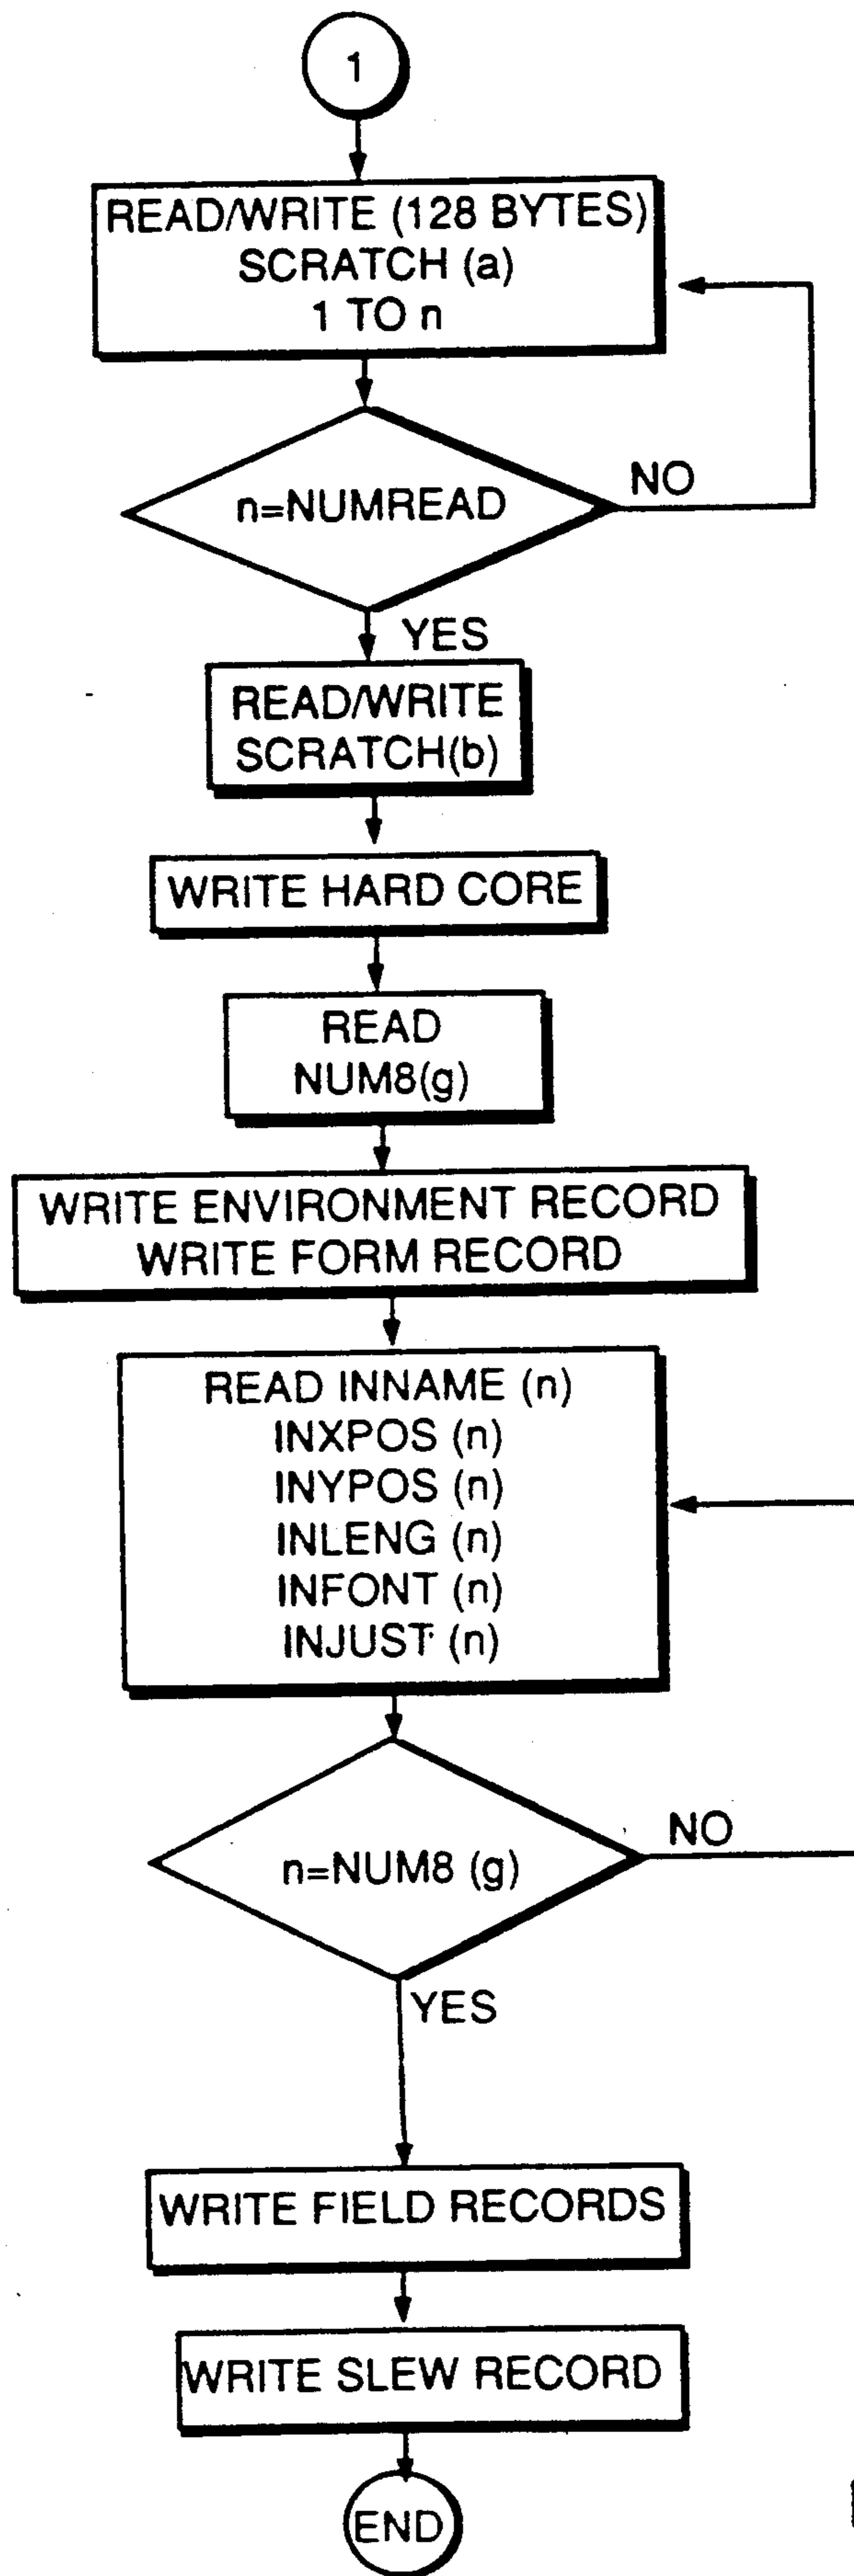 1
READ/WRITE (128 BYTES)
SCRATCH (a)
1 TO n
n=NUMREAD
NO
YES
READ/WRITE
SCRATCH(b)
WRITE HARD CORE
READ
NUM8(g)
WRITE ENVIRONMENT RECORD
WRITE FORM RECORD
READ INNAME (n)
INXPOS (n)
INYPOS (n)
INLENG (n)
INFONT (n)
INJUST (n)
n=NUM8 (g)
NO
YES
WRITE FIELD RECORDS
WRITE SLEW RECORD
END